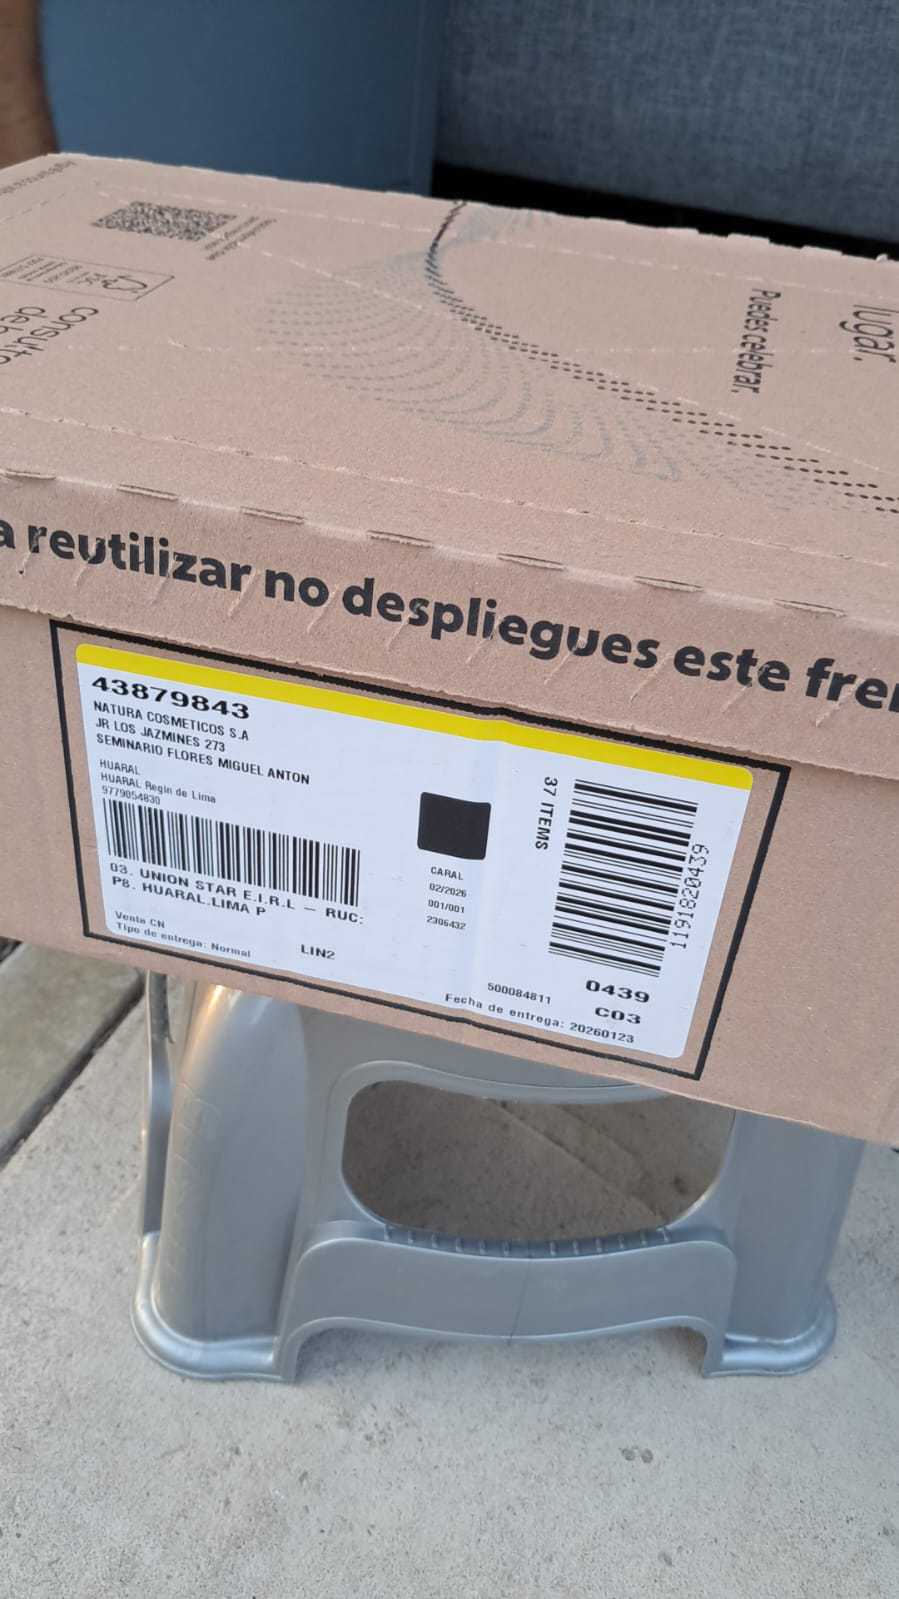 lugar.
Puedes celebrar.
a reutilizar no despliegues este fre
43879843
NATURA COSMETICOS S.A
JR LOS JAZMINES 273
SEMINARIO FLORES MIGUEL ANTON
HUARAL
HUARAL Regin de Lima
9779054830
03. UNION STAR E.I.R.L – RUC:
P8. HUARAL.LIMA P
Venta CN
Tipo de entrega: Normal
LIN2
CARAL
02/2026
001/001
2306432
37 ITEMS
1191820439
0439
C03
500084811
Fecha de entrega: 20260123